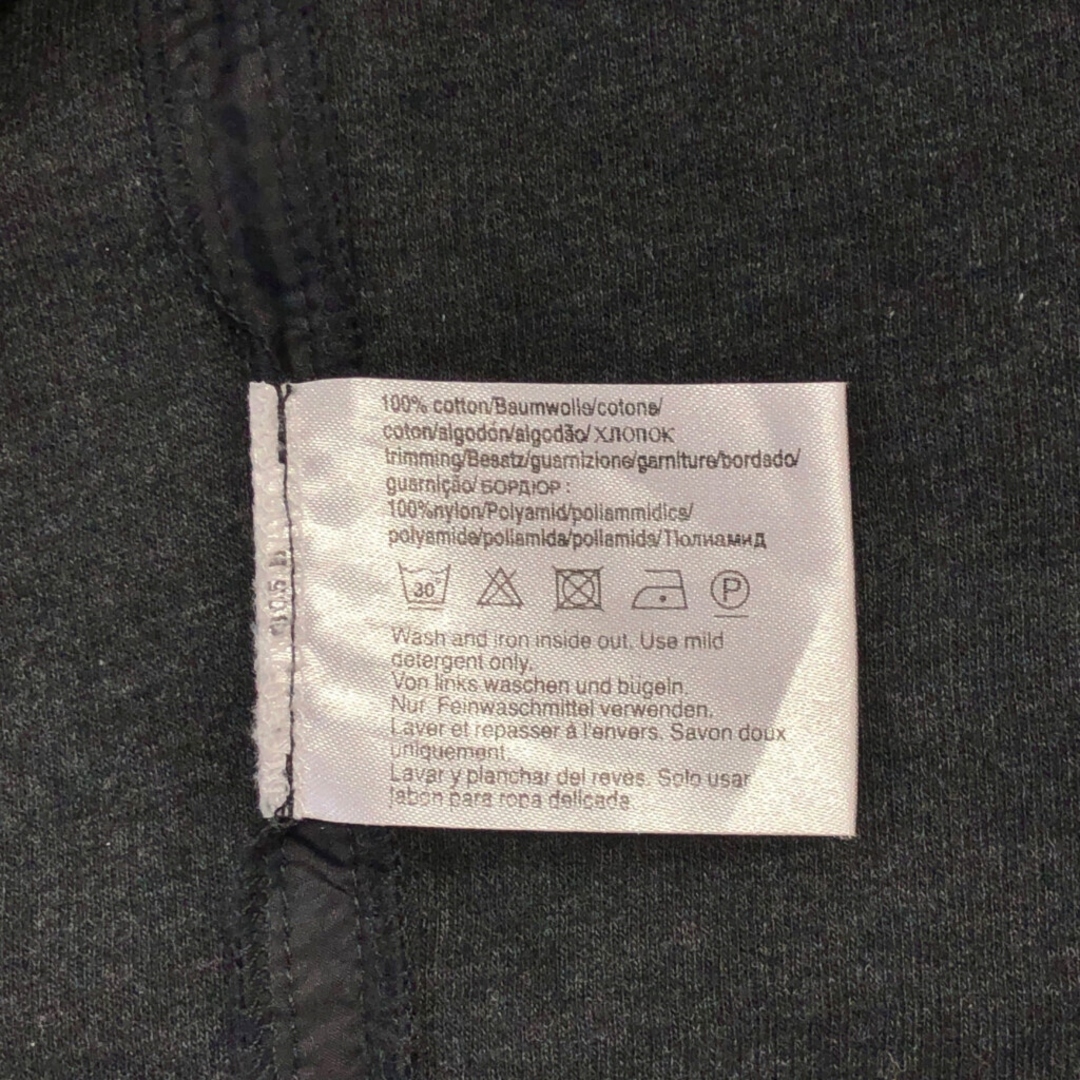 100% cotton/Baumwolle/cotone/
coton/algodón/algodão/ХЛОПОК
trimming/Besatz/guarnizione/garniture/bordado/
guarnição/БОРДЮР :
100%nylon/Polyamid/poliammidics/
polyamide/poliamida/poliamida/Полиамид
30°
P
Wash and iron inside out. Use mild
detergent only.
Von links waschen und bügeln.
Nur Feinwaschmittel verwenden.
Laver et repasser à l'envers. Savon doux
uniquement.
Lavar y planchar del reves. Solo usar
jabon para ropa delicada